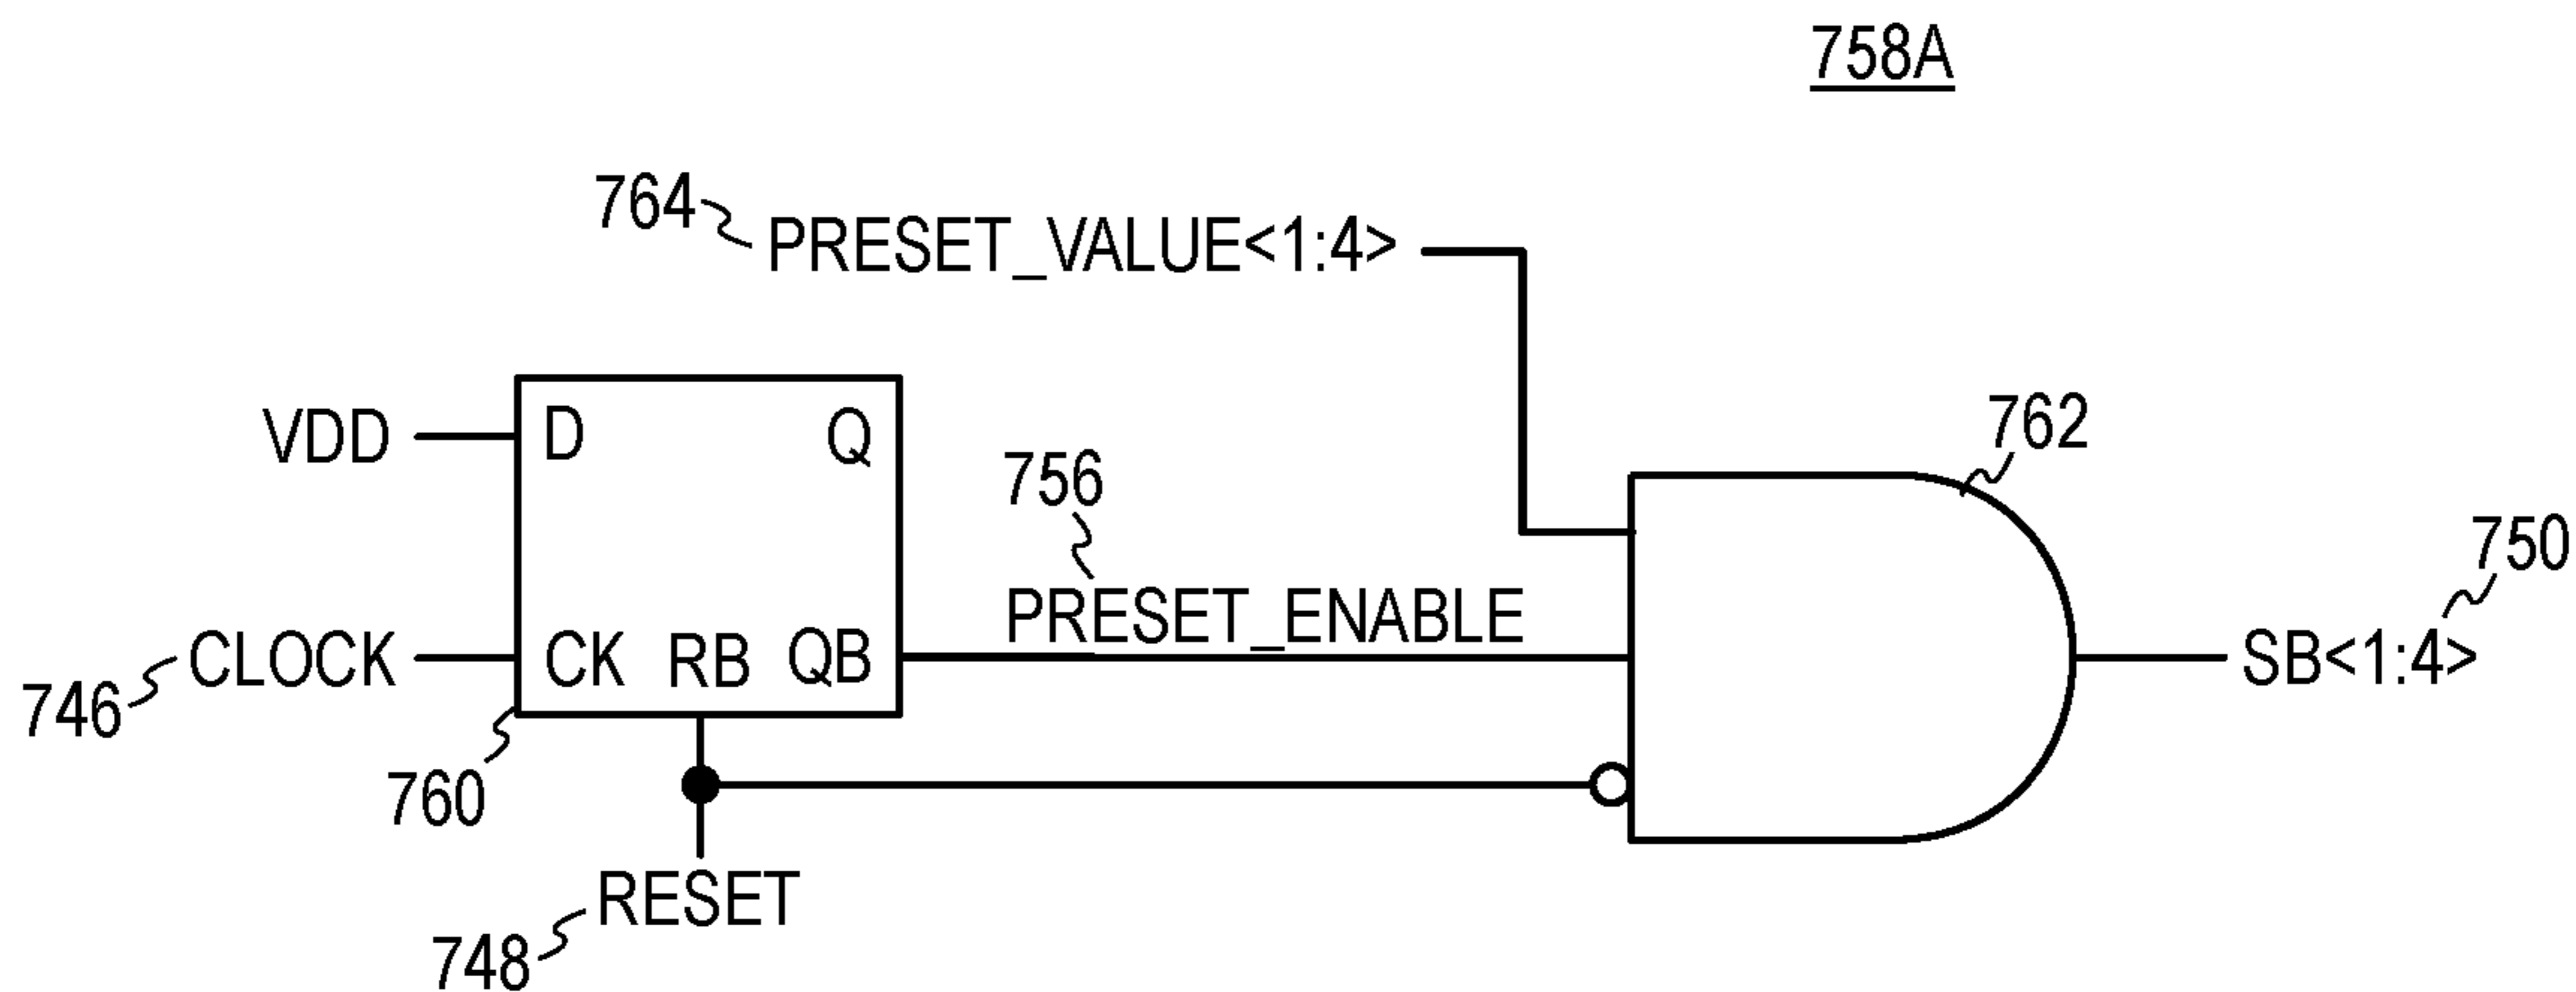 758A
764
PRESET_VALUE<1:4>
762
VDD
D
Q
756
750
PRESET_ENABLE
746
CLOCK
CK
RB
QB
SB<1:4>
760
RESET
748